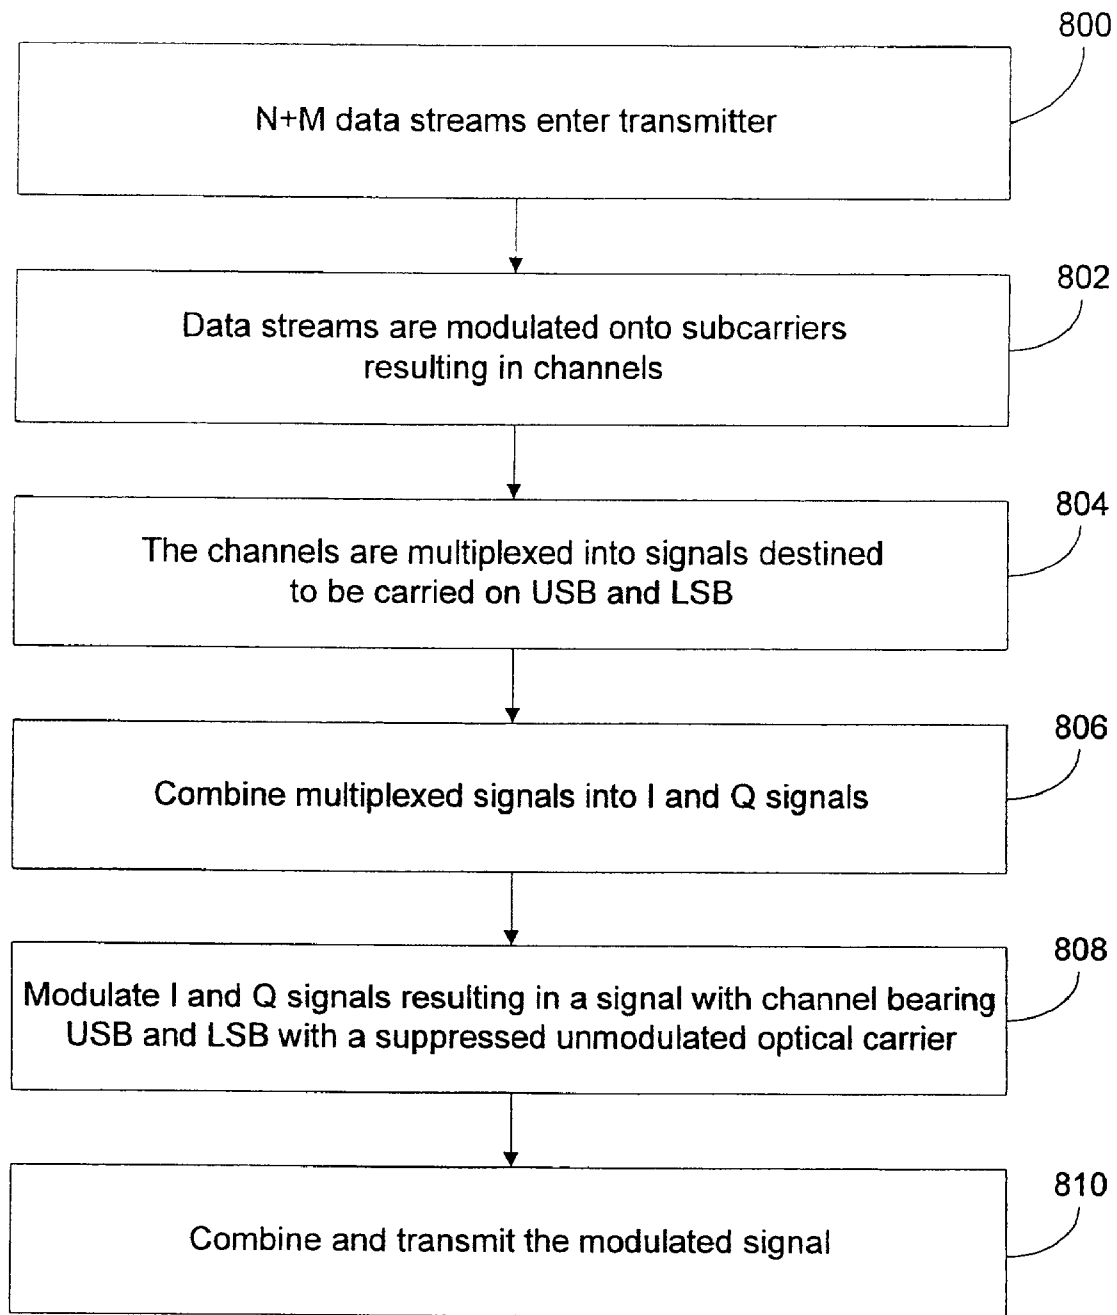 800
N+M data streams enter transmitter
802
Data streams are modulated onto subcarriers
resulting in channels
804
The channels are multiplexed into signals destined
to be carried on USB and LSB
806
Combine multiplexed signals into I and Q signals
808
Modulate I and Q signals resulting in a signal with channel bearing
USB and LSB with a suppressed unmodulated optical carrier
810
Combine and transmit the modulated signal